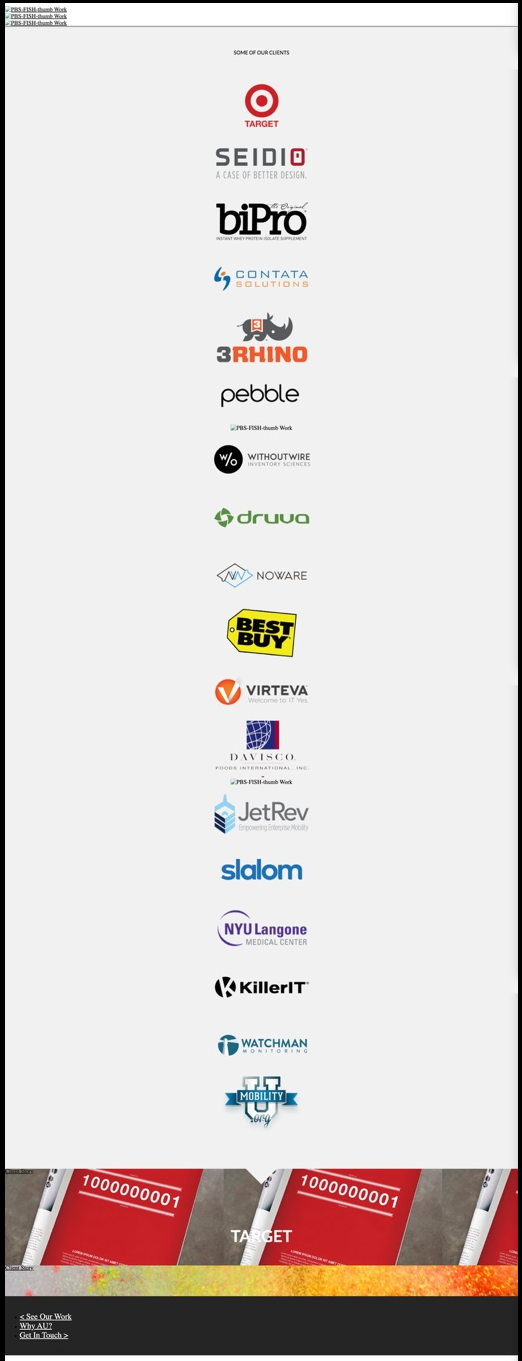 PBS-FISH-thumb Work
PBS-FISH-thumb Work
PBS-FISH-thumb Work
SOME OF OUR CLIENTS
TARGET
SEIDIO
A CASE OF BETTER DESIGN.
the Original
biPro
INSTANT WHEY PROTEIN ISOLATE SUPPLEMENT
CONTATA
SOLUTIONS
3
3RHINO
pebble
PBS-FISH-thumb Work
W/O WITHOUTWIRE
INVENTORY SCIENCES
druva
NOWARE
BEST
BUY
VIRTEVA
Welcome to IT Yes.
DAVISCO.
FOODS INTERNATIONAL, INC.
PBS-FISH-thumb Work
JetRev
Empowering Enterprise Mobility
slalom
NYU Langone
MEDICAL CENTER
KillerIT
WATCHMAN
MONITORING
U
MOBILITY
.org
Client Story
1000000001
1000000001
TARGET
Client Story
< See Our Work
Why AU?
Get In Touch >